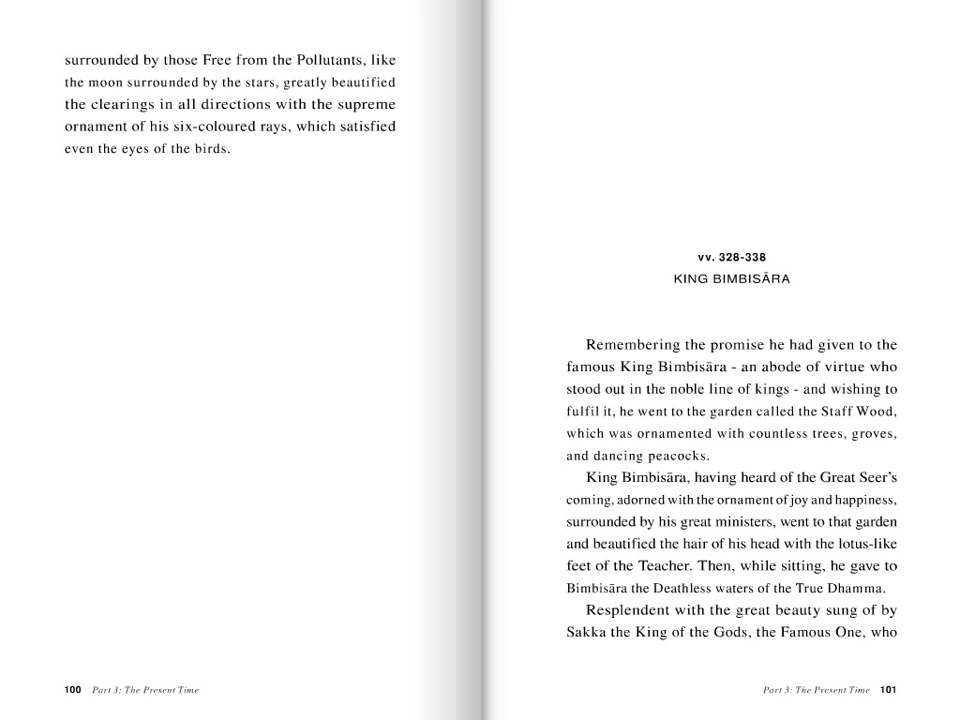 surrounded by those Free from the Pollutants, like
the moon surrounded by the stars, greatly beautified
the clearings in all directions with the supreme
ornament of his six-coloured rays, which satisfied
even the eyes of the birds.
100 Part 3: The Present Time
vv. 328-338
KING BIMBISĀRA
Remembering the promise he had given to the
famous King Bimbisāra - an abode of virtue who
stood out in the noble line of kings - and wishing to
fulfil it, he went to the garden called the Staff Wood,
which was ornamented with countless trees, groves,
and dancing peacocks.
King Bimbisāra, having heard of the Great Seer’s
coming, adorned with the ornament of joy and happiness,
surrounded by his great ministers, went to that garden
and beautified the hair of his head with the lotus-like
feet of the Teacher. Then, while sitting, he gave to
Bimbisāra the Deathless waters of the True Dhamma.
Resplendent with the great beauty sung of by
Sakka the King of the Gods, the Famous One, who
Part 3: The Present Time 101